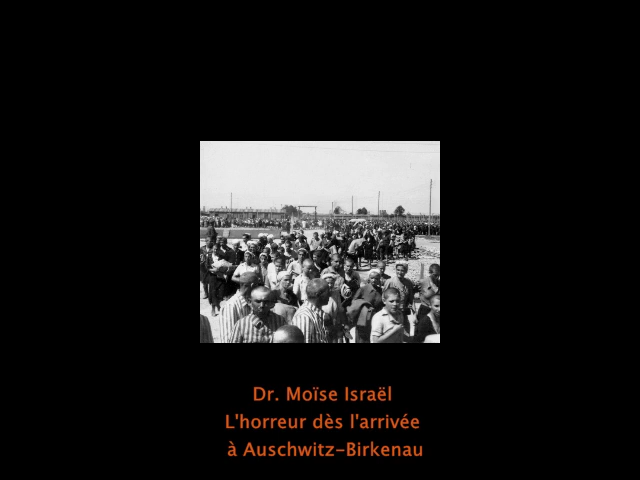 Dr. Moïse Israël
L'horreur dès l'arrivée
à Auschwitz-Birkenau